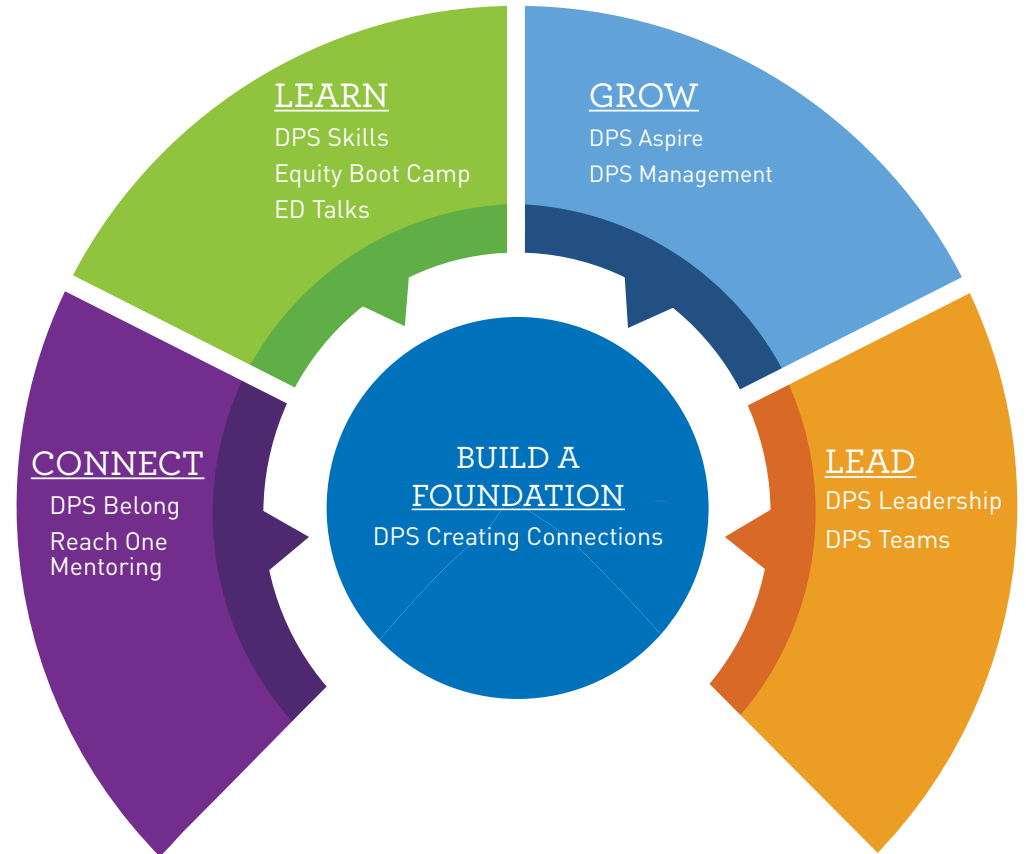 LEARN
DPS Skills
Equity Boot Camp
ED Talks
GROW
DPS Aspire
DPS Management
CONNECT
DPS Belong
Reach One
Mentoring
BUILD A
FOUNDATION
DPS Creating Connections
LEAD
DPS Leadership
DPS Teams